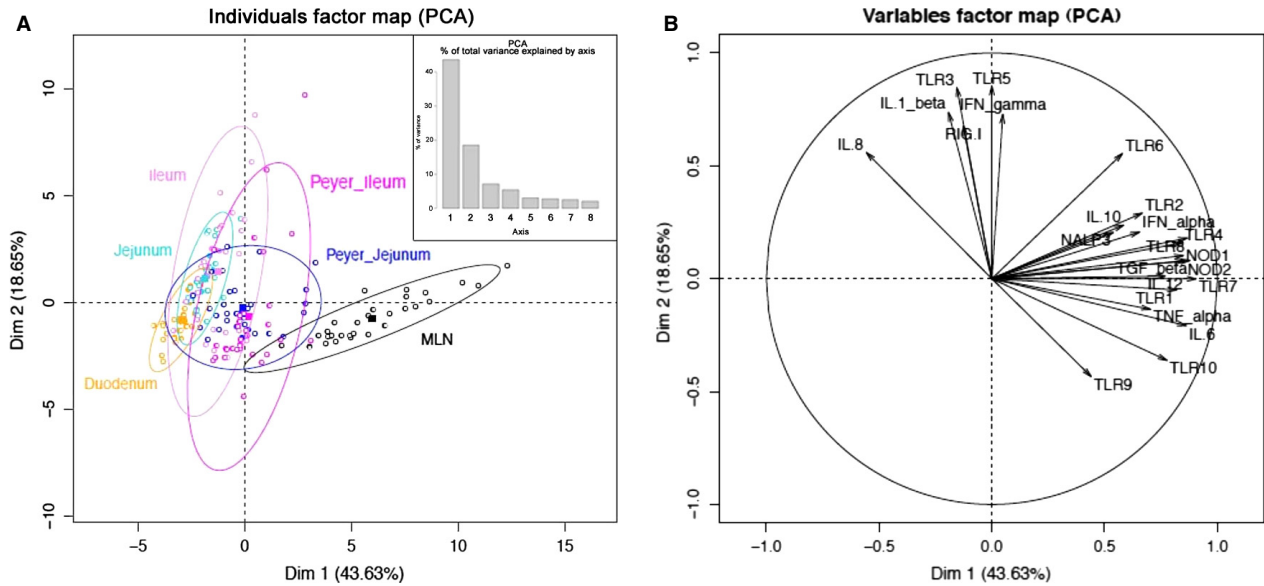 A
Individuals factor map (PCA)
Dim 2 (18.65%)
10
5
0
−5
−10
Ileum
Peyer_Ileum
Jejunum
Peyer_Jejunum
MLN
Duodenum
PCA
% of total variance explained by axis
% of variance
40
30
20
10
0
1 2 3 4 5 6 7 8
Axis
−5 0 5 10 15
Dim 1 (43.63%)
B
Variables factor map (PCA)
Dim 2 (18.65%)
1.0
0.5
0.0
−0.5
−1.0
TLR3 TLR5
IL.1_beta IFN_gamma
RIG.I
IL.8
TLR6
TLR2
IL.10
IFN_alpha
NALP3
TLR4
TLR8
NOD1
TGF_beta NOD2
IL.12
TLR7
TLR1
TNF_alpha
IL.6
TLR10
TLR9
−1.0 −0.5 0.0 0.5 1.0
Dim 1 (43.63%)